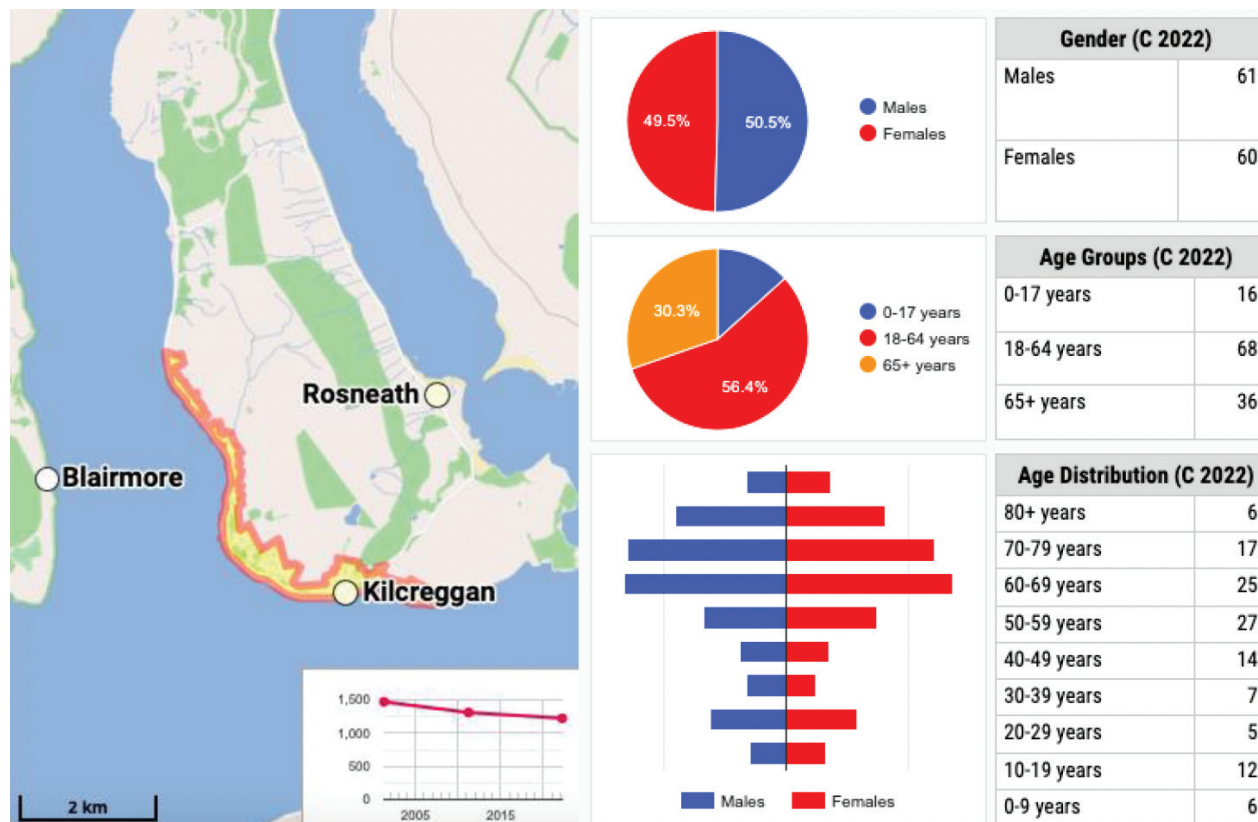 Rosneath
Blairmore
Kilcreggan
1,500
1,000
500
0
2005
2015
2 km
49.5%
50.5%
Males
Females
30.3%
56.4%
0-17 years
18-64 years
65+ years
Males
Females
Gender (C 2022)
Males 61
Females 60
Age Groups (C 2022)
0-17 years 16
18-64 years 68
65+ years 36
Age Distribution (C 2022)
80+ years 6
70-79 years 17
60-69 years 25
50-59 years 27
40-49 years 14
30-39 years 7
20-29 years 5
10-19 years 12
0-9 years 6